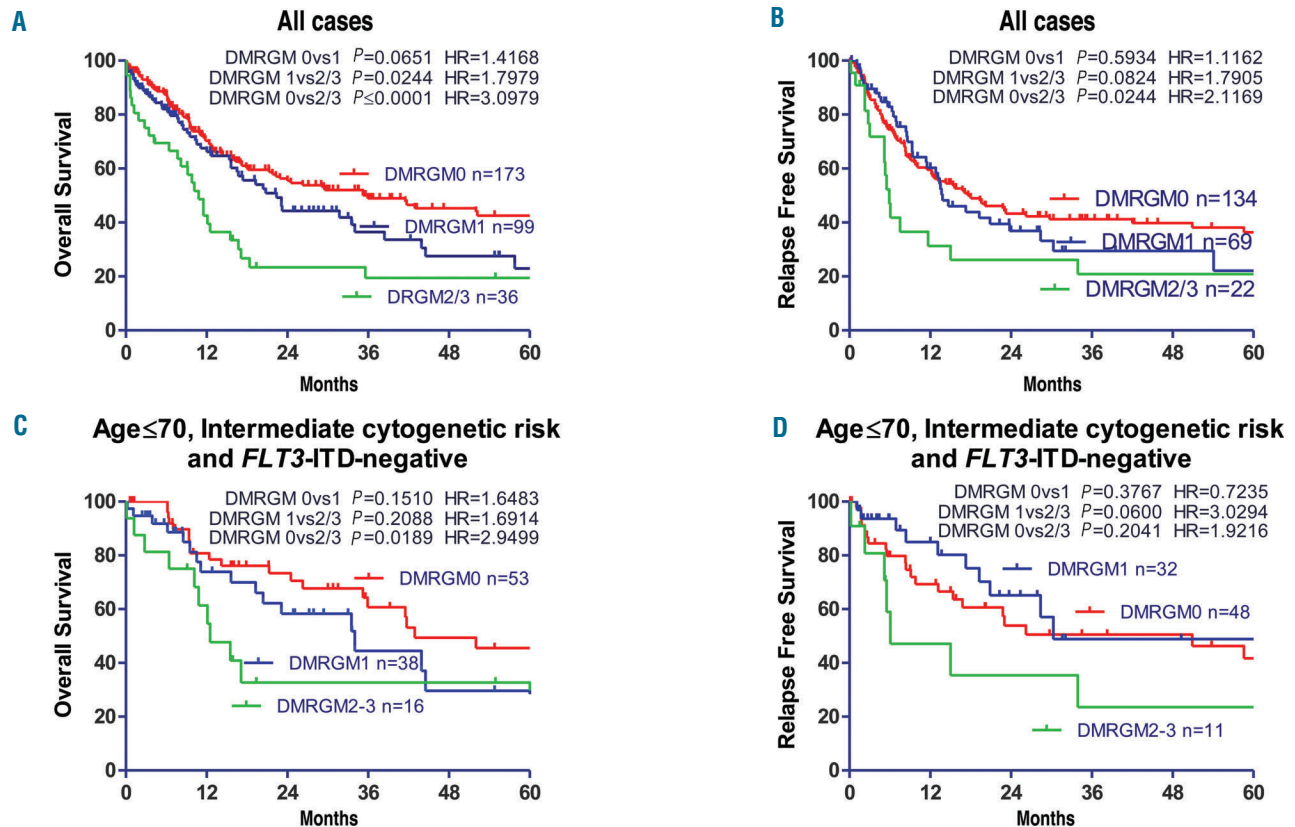 A
All cases
DMRGM 0vs1 P=0.0651 HR=1.4168
DMRGM 1vs2/3 P=0.0244 HR=1.7979
DMRGM 0vs2/3 P≤0.0001 HR=3.0979
100
80
60
40
20
0
Overall Survival
DMRGM0 n=173
DMRGM1 n=99
DRGM2/3 n=36
0 12 24 36 48 60
Months
B
All cases
DMRGM 0vs1 P=0.5934 HR=1.1162
DMRGM 1vs2/3 P=0.0824 HR=1.7905
DMRGM 0vs2/3 P=0.0244 HR=2.1169
100
80
60
40
20
0
Relapse Free Survival
DMRGM0 n=134
DMRGM1 n=69
DMRGM2/3 n=22
0 12 24 36 48 60
Months
C
Age≤70, Intermediate cytogenetic risk
and FLT3-ITD-negative
DMRGM 0vs1 P=0.1510 HR=1.6483
DMRGM 1vs2/3 P=0.2088 HR=1.6914
DMRGM 0vs2/3 P=0.0189 HR=2.9499
100
80
60
40
20
0
Overall Survival
DMRGM0 n=53
DMRGM1 n=38
DMRGM2-3 n=16
0 12 24 36 48 60
Months
D
Age≤70, Intermediate cytogenetic risk
and FLT3-ITD-negative
DMRGM 0vs1 P=0.3767 HR=0.7235
DMRGM 1vs2/3 P=0.0600 HR=3.0294
DMRGM 0vs2/3 P=0.2041 HR=1.9216
100
80
60
40
20
0
Relapse Free Survival
DMRGM1 n=32
DMRGM0 n=48
DMRGM2-3 n=11
0 12 24 36 48 60
Months